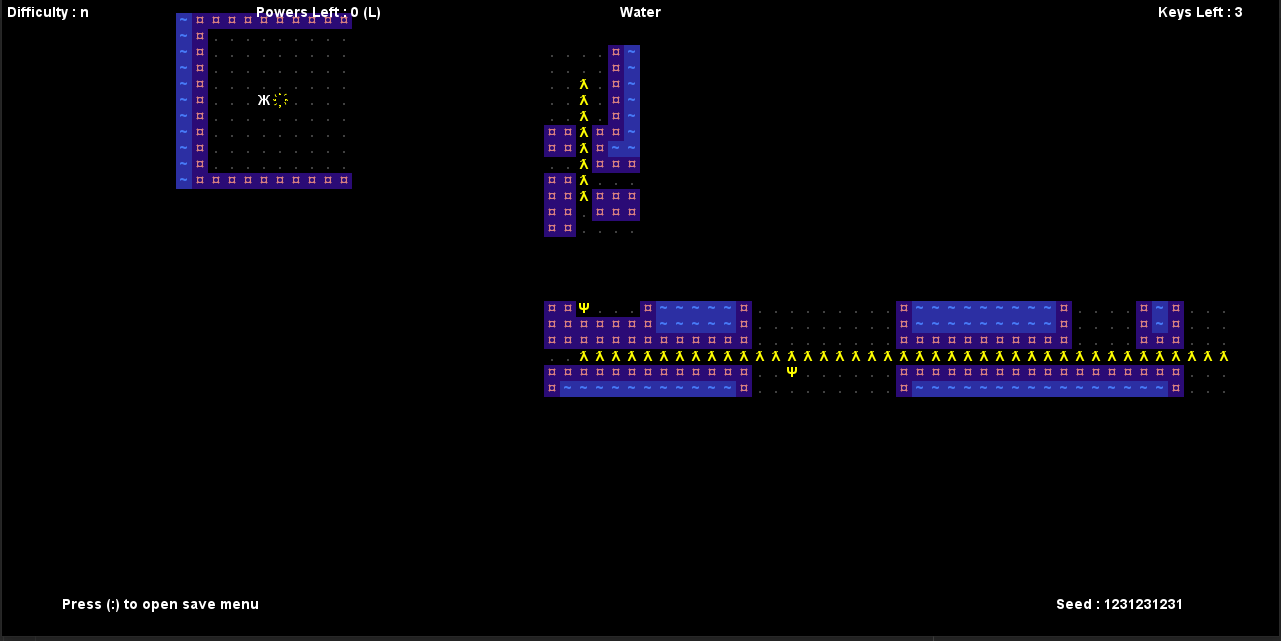 Difficulty : n
Powers Left : 0 (L)
Water
Keys Left : 3
Press (:) to open save menu
Seed : 1231231231